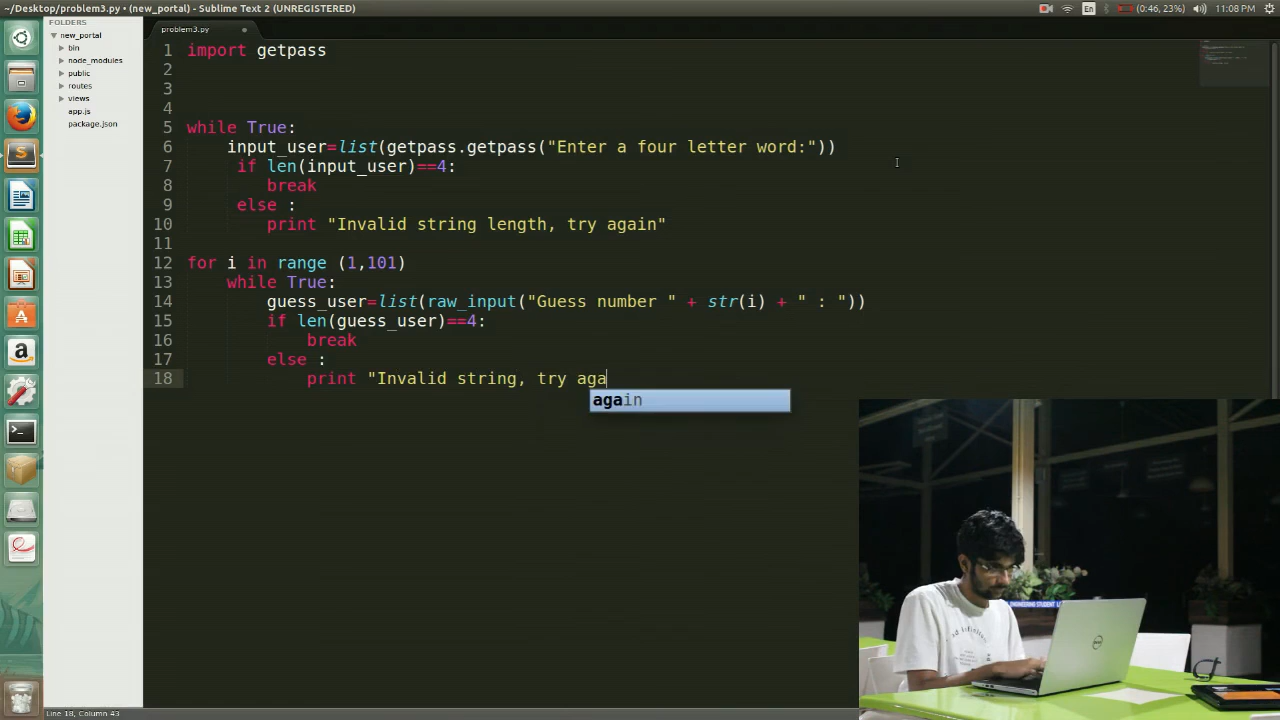 ~/Desktop/problem3.py • (new_portal) - Sublime Text 2 (UNREGISTERED)
En
(0:46, 23%)
11:08 PM
FOLDERS
new_portal
bin
node_modules
public
routes
views
app.js
package.json
problem3.py
1 import getpass
2
3
4
5 while True:
6 input_user=list(getpass.getpass("Enter a four letter word:"))
7 if len(input_user)==4:
8 break
9 else :
10 print "Invalid string length, try again"
11
12 for i in range (1,101)
13 while True:
14 guess_user=list(raw_input("Guess number " + str(i) + " : "))
15 if len(guess_user)==4:
16 break
17 else :
18 print "Invalid string, try aga
again
ENGINEERING STUDENT
DELL
Line 18, Column 43